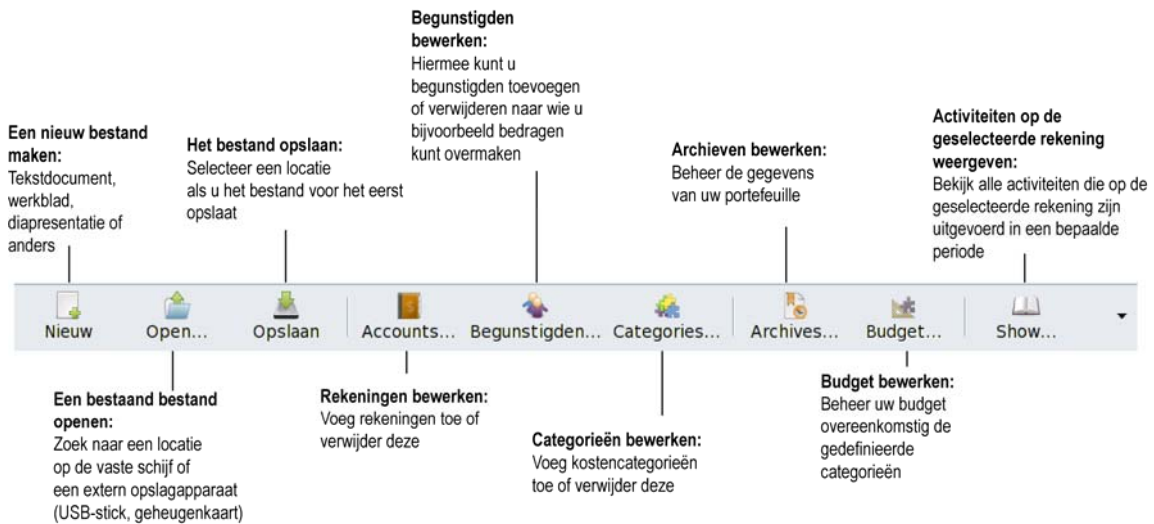 Begunstigden
bewerken:
Hiermee kunt u
begunstigden toevoegen
of verwijderen naar wie u
bijvoorbeeld bedragen
kunt overmaken
Een nieuw bestand
maken:
Tekstdocument,
werkblad,
diapresentatie of
anders
Het bestand opslaan:
Selecteer een locatie
als u het bestand voor het eerst
opslaat
Archieven bewerken:
Beheer de gegevens
van uw portefeuille
Activiteiten op de
geselecteerde rekening
weergeven:
Bekijk alle activiteiten die op de
geselecteerde rekening zijn
uitgevoerd in een bepaalde
periode
Nieuw Open... Opslaan Accounts... Begunstigden... Categories... Archives... Budget... Show...
Een bestaand bestand
openen:
Zoek naar een locatie
op de vaste schijf of
een extern opslagapparaat
(USB-stick, geheugenkaart)
Rekeningen bewerken:
Voeg rekeningen toe of
verwijder deze
Categorieën bewerken:
Voeg kostencategorieën
toe of verwijder deze
Budget bewerken:
Beheer uw budget
overeenkomstig de
gedefinieerde
categorieën